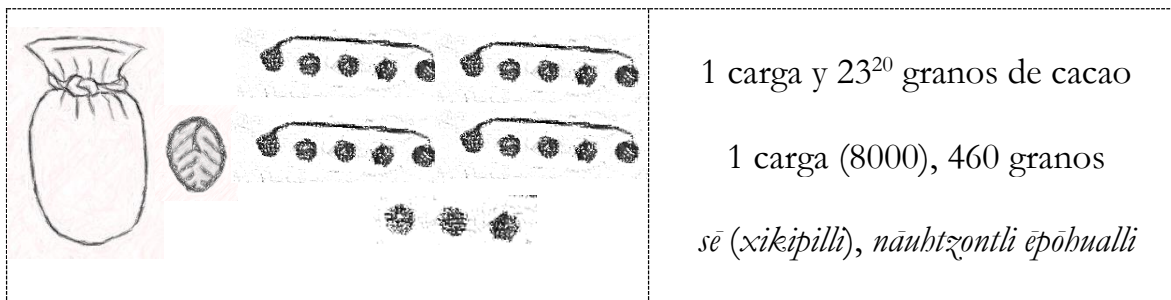 1 carga y 23²⁰ granos de cacao
1 carga (8000), 460 granos
sē (xikipilli), nāuhtzontli ēpōhualli